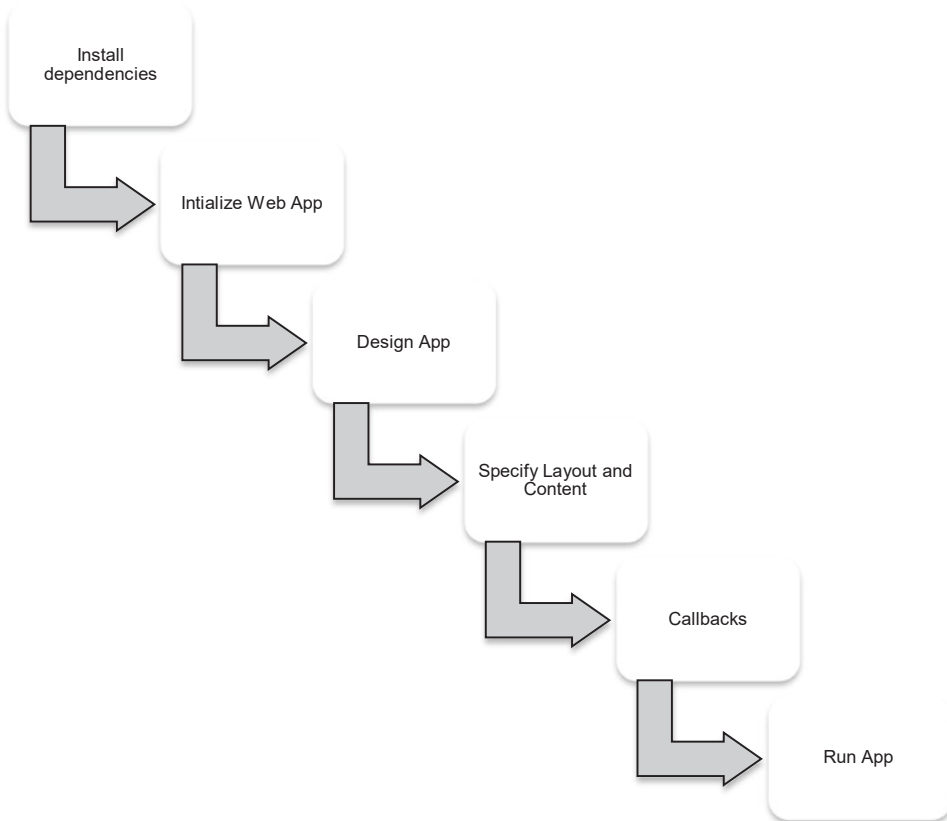 Install
dependencies
Intialize Web App
Design App
Specify Layout and
Content
Callbacks
Run App